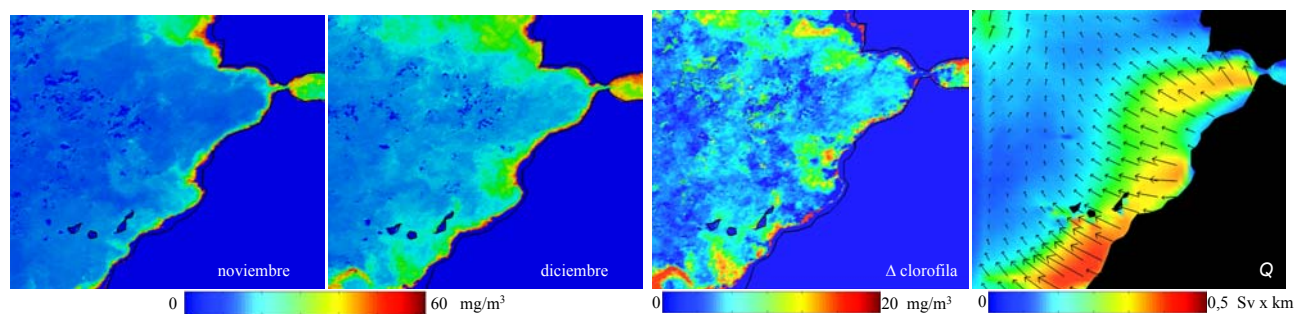 noviembre
diciembre
Δ clorofila
Q
0 60 mg/m³
0 20 mg/m³
0 0,5 Sv x km